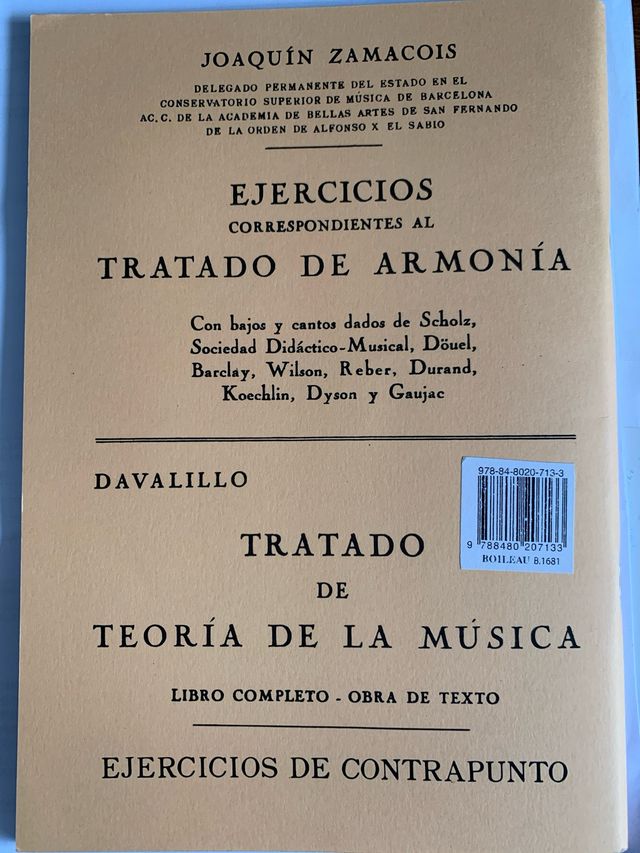 JOAQUÍN ZAMACOIS
DELEGADO PERMANENTE DEL ESTADO EN EL
CONSERVATORIO SUPERIOR DE MÚSICA DE BARCELONA
AC. C. DE LA ACADEMIA DE BELLAS ARTES DE SAN FERNANDO
DE LA ORDEN DE ALFONSO X EL SABIO
EJERCICIOS
CORRESPONDIENTES AL
TRATADO DE ARMONÍA
Con bajos y cantos dados de Scholz,
Sociedad Didáctico-Musical, Döuel,
Barclay, Wilson, Reber, Durand,
Koechlin, Dyson y Gaujac
DAVALILLO
978-84-8020-713-3
9 788480 207133
BOILEAU B.1681
TRATADO
DE
TEORÍA DE LA MÚSICA
LIBRO COMPLETO - OBRA DE TEXTO
EJERCICIOS DE CONTRAPUNTO